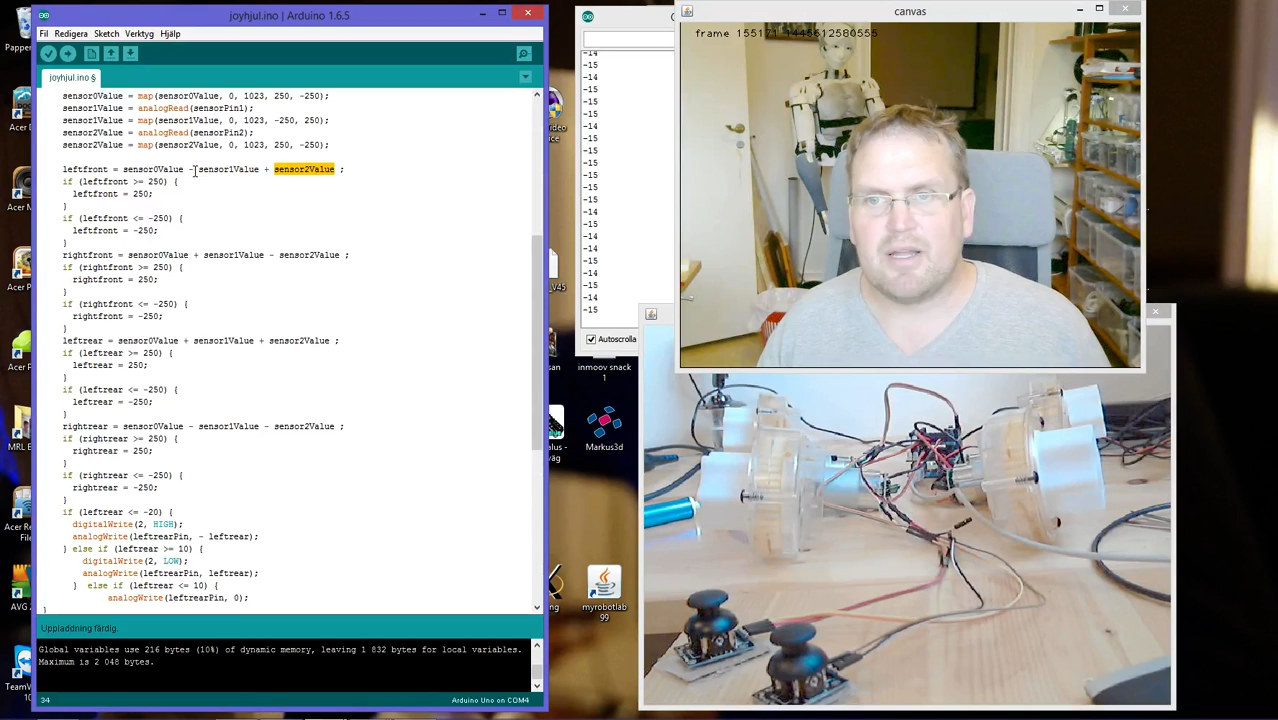 joyhjul.ino | Arduino 1.6.5
Fil Redigera Sketch Verktyg Hjälp
joyhjul.ino §
sensor0Value = map(sensor0Value, 0, 1023, 250, -250);
sensor1Value = analogRead(sensorPin1);
sensor1Value = map(sensor1Value, 0, 1023, -250, 250);
sensor2Value = analogRead(sensorPin2);
sensor2Value = map(sensor2Value, 0, 1023, 250, -250);
leftfront = sensor0Value - sensor1Value + sensor2Value ;
if (leftfront >= 250) {
leftfront = 250;
}
if (leftfront <= -250) {
leftfront = -250;
}
rightfront = sensor0Value + sensor1Value - sensor2Value ;
if (rightfront >= 250) {
rightfront = 250;
}
if (rightfront <= -250) {
rightfront = -250;
}
leftrear = sensor0Value + sensor1Value + sensor2Value ;
if (leftrear >= 250) {
leftrear = 250;
}
if (leftrear <= -250) {
leftrear = -250;
}
rightrear = sensor0Value - sensor1Value - sensor2Value ;
if (rightrear >= 250) {
rightrear = 250;
}
if (rightrear <= -250) {
rightrear = -250;
}
if (leftrear <= -20) {
digitalWrite(2, HIGH);
analogWrite(leftrearPin, - leftrear);
} else if (leftrear >= 10) {
digitalWrite(2, LOW);
analogWrite(leftrearPin, leftrear);
} else if (leftrear <= 10) {
analogWrite(leftrearPin, 0);
}
Uppladdning färdig.
Global variables use 216 bytes (10%) of dynamic memory, leaving 1 832 bytes for local variables.
Maximum is 2 048 bytes.
34
Arduino Uno on COM4
-14
-15
-14
-15
-15
-15
-14
-15
-15
-15
-15
-15
-15
-14
-15
-14
-14
-15
-14
-15
-14
-15
Autoscrolla
canvas
frame 155171 1445612580555
inmoov snack
1
Markus3d
myrobotlab
99